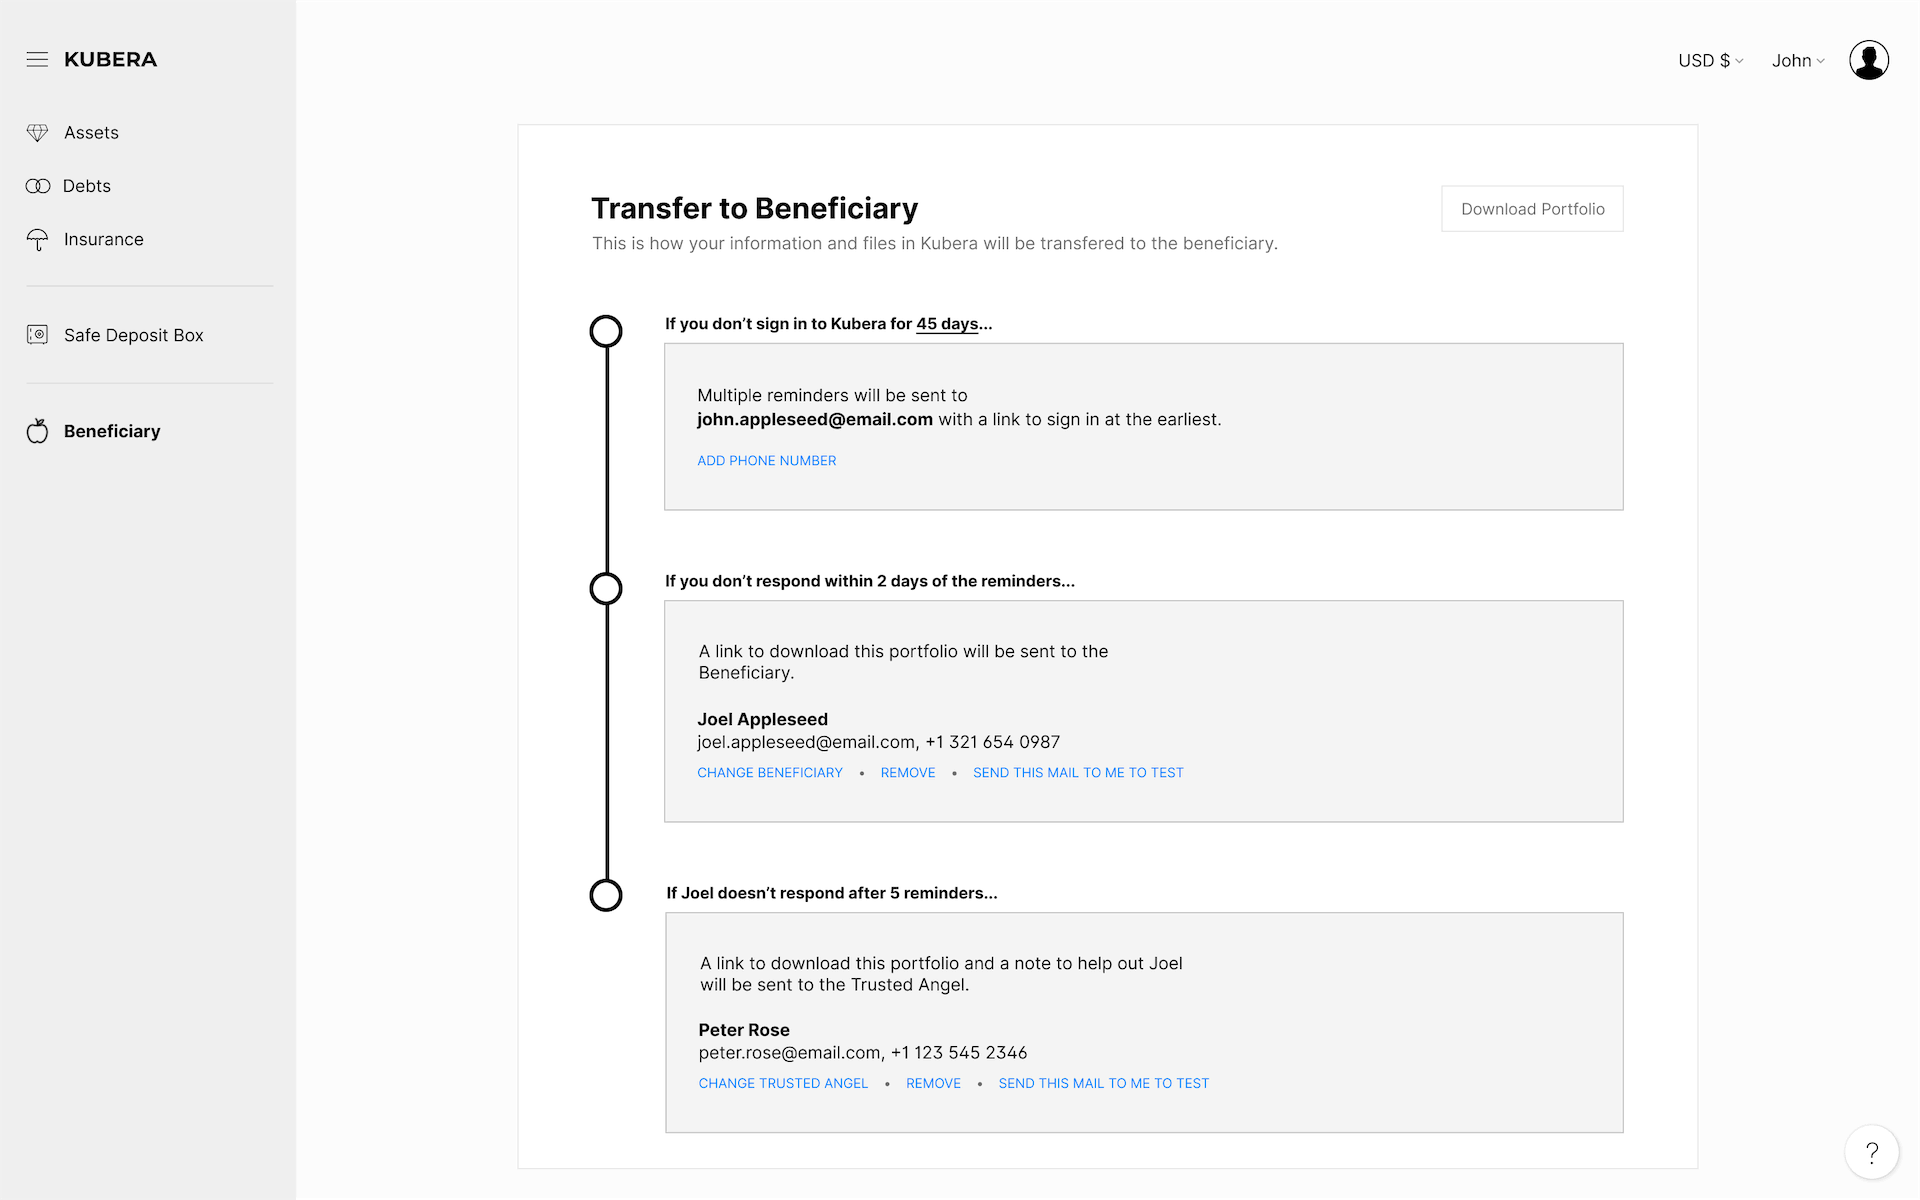 KUBERA
USD $
John
Assets
Debts
Insurance
Safe Deposit Box
Beneficiary
Transfer to Beneficiary
Download Portfolio
This is how your information and files in Kubera will be transfered to the beneficiary.
If you don’t sign in to Kubera for 45 days...
Multiple reminders will be sent to
john.appleseed@email.com with a link to sign in at the earliest.
ADD PHONE NUMBER
If you don’t respond within 2 days of the reminders...
A link to download this portfolio will be sent to the
Beneficiary.
Joel Appleseed
joel.appleseed@email.com, +1 321 654 0987
CHANGE BENEFICIARY • REMOVE • SEND THIS MAIL TO ME TO TEST
If Joel doesn’t respond after 5 reminders...
A link to download this portfolio and a note to help out Joel
will be sent to the Trusted Angel.
Peter Rose
peter.rose@email.com, +1 123 545 2346
CHANGE TRUSTED ANGEL • REMOVE • SEND THIS MAIL TO ME TO TEST
?